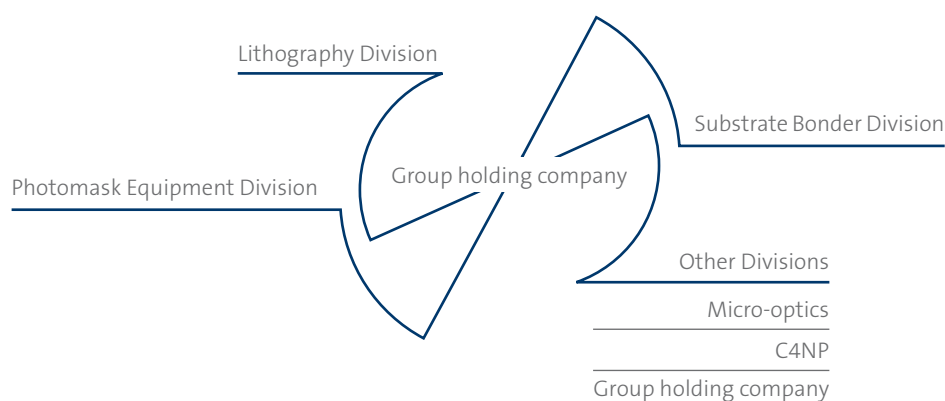 Lithography Division
Substrate Bonder Division
Group holding company
Photomask Equipment Division
Other Divisions
Micro-optics
C4NP
Group holding company